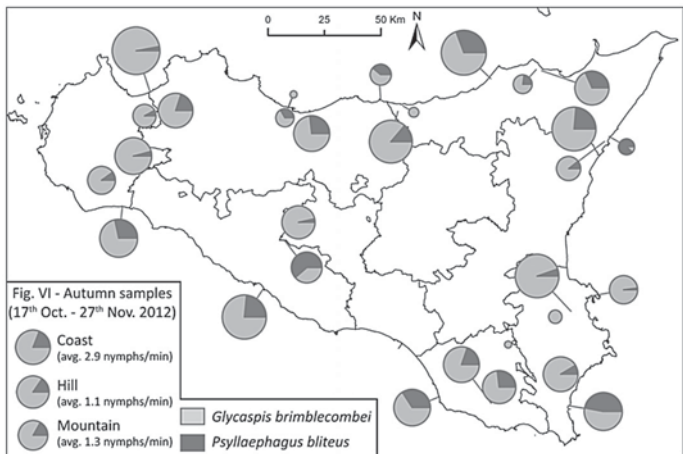 0 25 50 Km
N
Fig. VI - Autumn samples
(17th Oct. - 27th Nov. 2012)
Coast
(avg. 2.9 nymphs/min)
Hill
(avg. 1.1 nymphs/min)
Mountain
(avg. 1.3 nymphs/min)
Glycaspis brimblecombei
Psyllaephagus bliteus